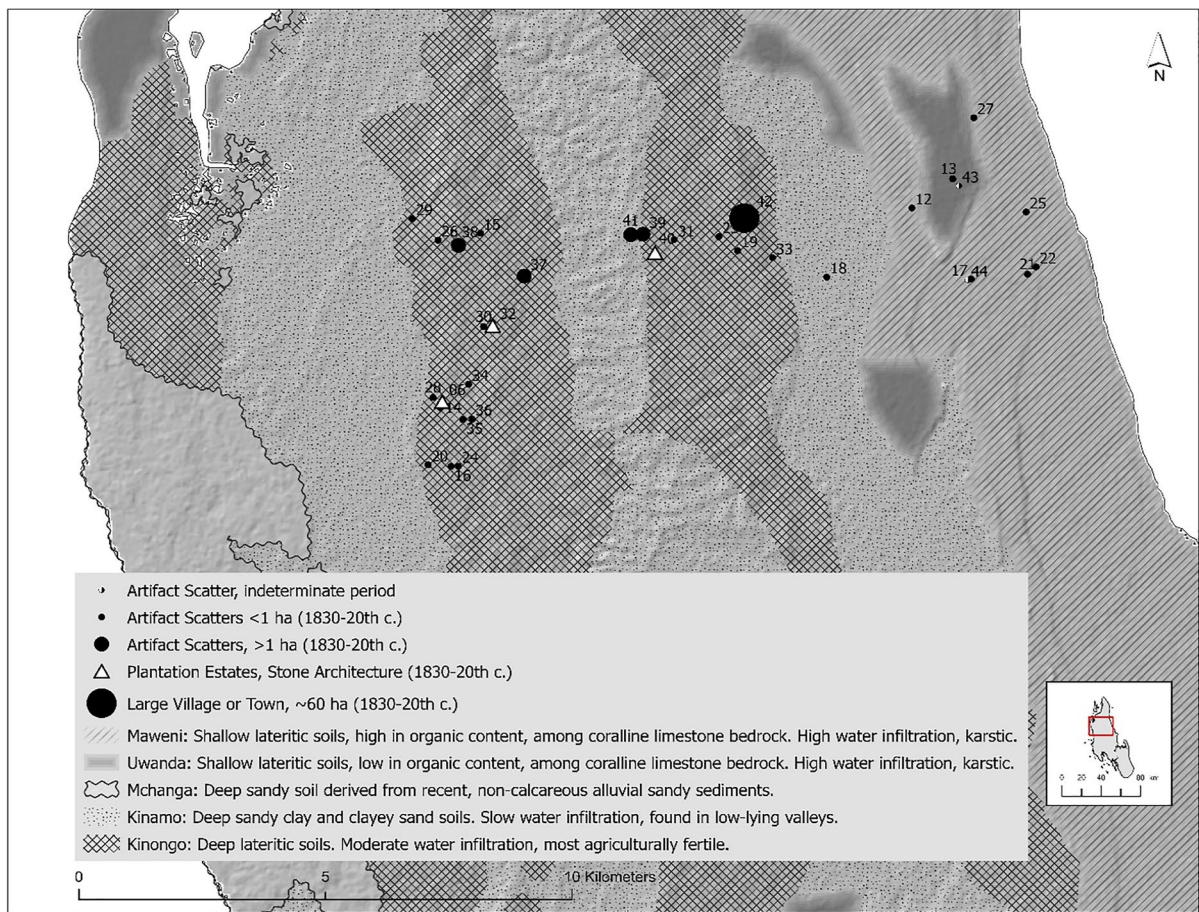 N
27
13
43
12
25
42
29
41
39
26
38
15
40
31
23
19
33
37
18
17
44
21
22
30
32
34
28
06
14
36
35
20
24
16
Artifact Scatter, indeterminate period
Artifact Scatters <1 ha (1830-20th c.)
Artifact Scatters, >1 ha (1830-20th c.)
Plantation Estates, Stone Architecture (1830-20th c.)
Large Village or Town, ~60 ha (1830-20th c.)
Maweni: Shallow lateritic soils, high in organic content, among coralline limestone bedrock. High water infiltration, karstic.
Uwanda: Shallow lateritic soils, low in organic content, among coralline limestone bedrock. High water infiltration, karstic.
Mchanga: Deep sandy soil derived from recent, non-calcareous alluvial sandy sediments.
Kinamo: Deep sandy clay and clayey sand soils. Slow water infiltration, found in low-lying valleys.
Kinongo: Deep lateritic soils. Moderate water infiltration, most agriculturally fertile.
0 20 40 80 km
0 5 10 Kilometers